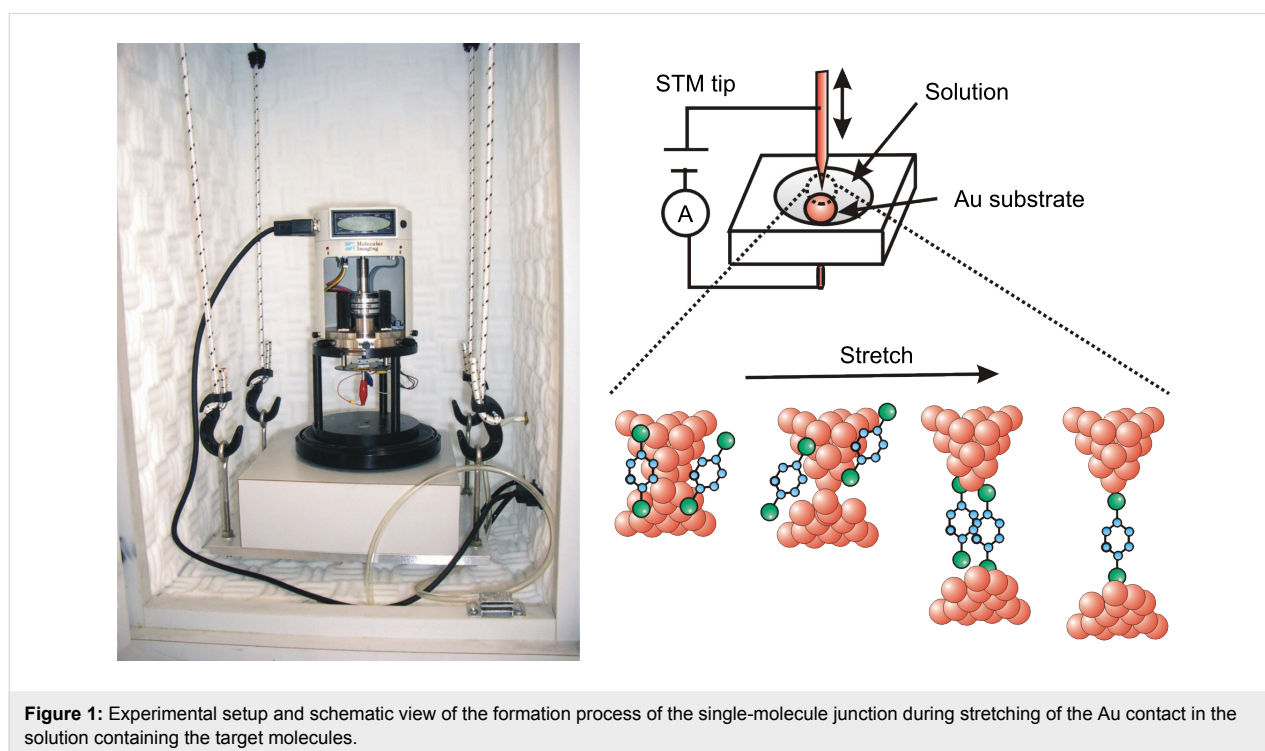 Molecular
Imaging
STM tip
Solution
A
Au substrate
Stretch
Figure 1: Experimental setup and schematic view of the formation process of the single-molecule junction during stretching of the Au contact in the
solution containing the target molecules.